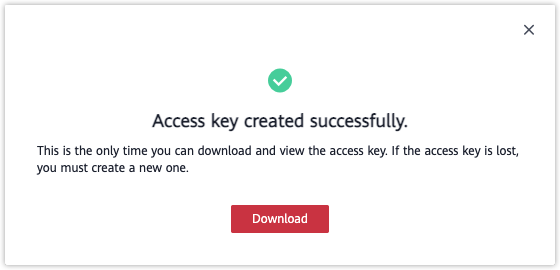 Access key created successfully.
This is the only time you can download and view the access key. If the access key is lost,
you must create a new one.
Download